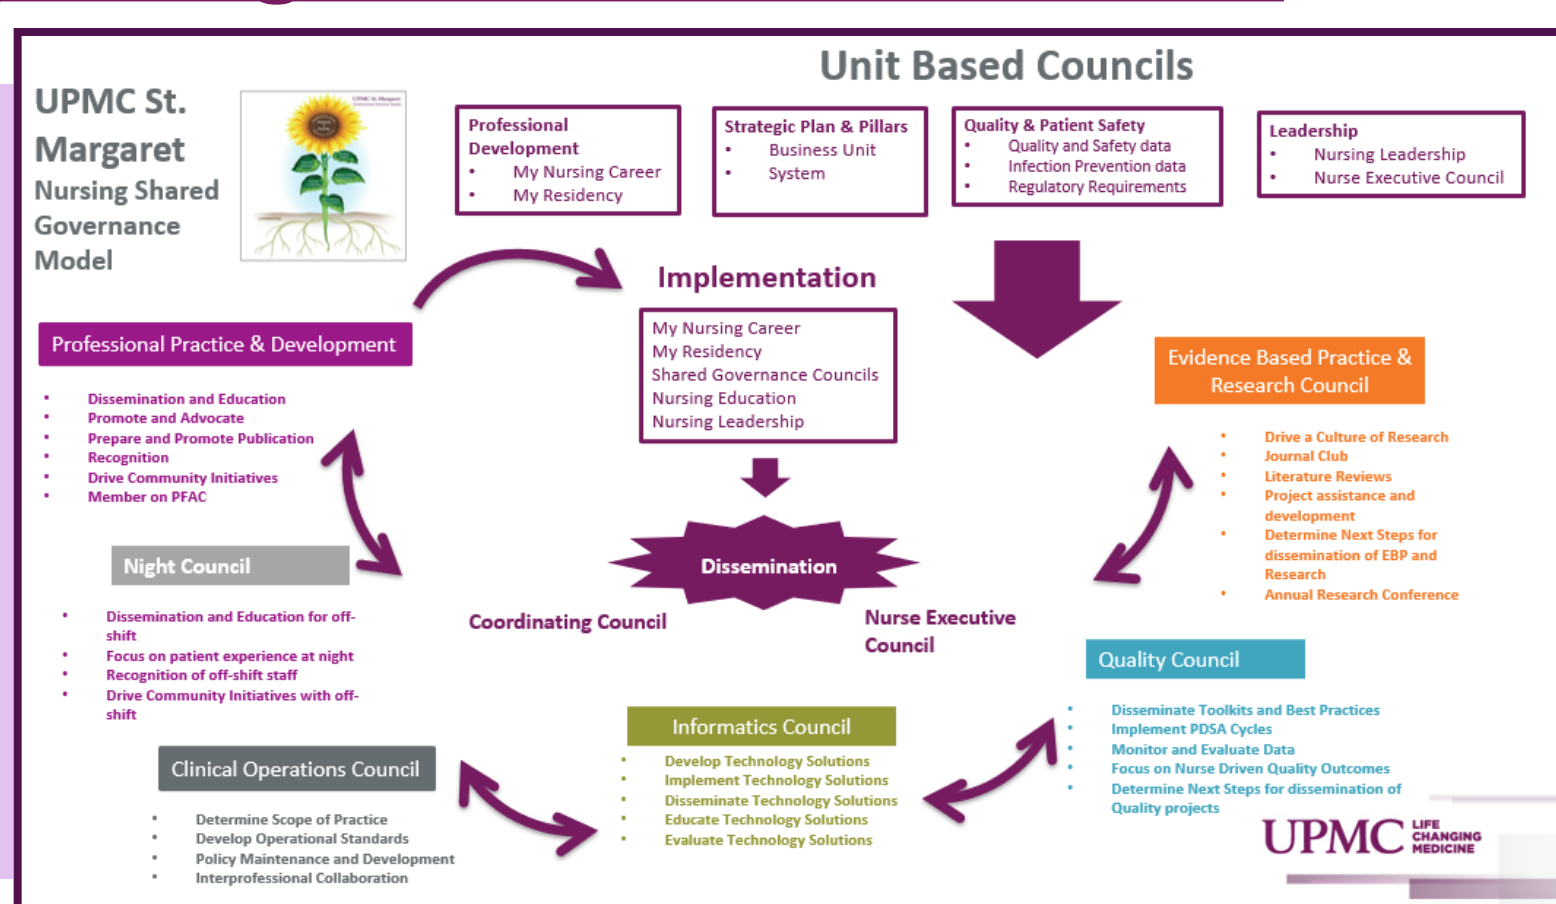 Unit Based Councils
UPMC St.
Margaret
Nursing Shared
Governance
Model
UPMC St. Margaret
Professional
Development
• My Nursing Career
• My Residency
Strategic Plan & Pillars
• Business Unit
• System
Quality & Patient Safety
• Quality and Safety data
• Infection Prevention data
• Regulatory Requirements
Leadership
• Nursing Leadership
• Nurse Executive Council
Implementation
My Nursing Career
My Residency
Shared Governance Councils
Nursing Education
Nursing Leadership
Dissemination
Coordinating Council
Nurse Executive
Council
Professional Practice & Development
• Dissemination and Education
• Promote and Advocate
• Prepare and Promote Publication
• Recognition
• Drive Community Initiatives
• Member on PFAC
Night Council
• Dissemination and Education for off-
shift
• Focus on patient experience at night
• Recognition of off-shift staff
• Drive Community Initiatives with off-
shift
Clinical Operations Council
• Determine Scope of Practice
• Develop Operational Standards
• Policy Maintenance and Development
• Interprofessional Collaboration
Informatics Council
• Develop Technology Solutions
• Implement Technology Solutions
• Disseminate Technology Solutions
• Educate Technology Solutions
• Evaluate Technology Solutions
Evidence Based Practice &
Research Council
• Drive a Culture of Research
• Journal Club
• Literature Reviews
• Project assistance and
development
• Determine Next Steps for
dissemination of EBP and
Research
• Annual Research Conference
Quality Council
• Disseminate Toolkits and Best Practices
• Implement PDSA Cycles
• Monitor and Evaluate Data
• Focus on Nurse Driven Quality Outcomes
• Determine Next Steps for dissemination of
Quality projects
UPMC LIFE
CHANGING
MEDICINE